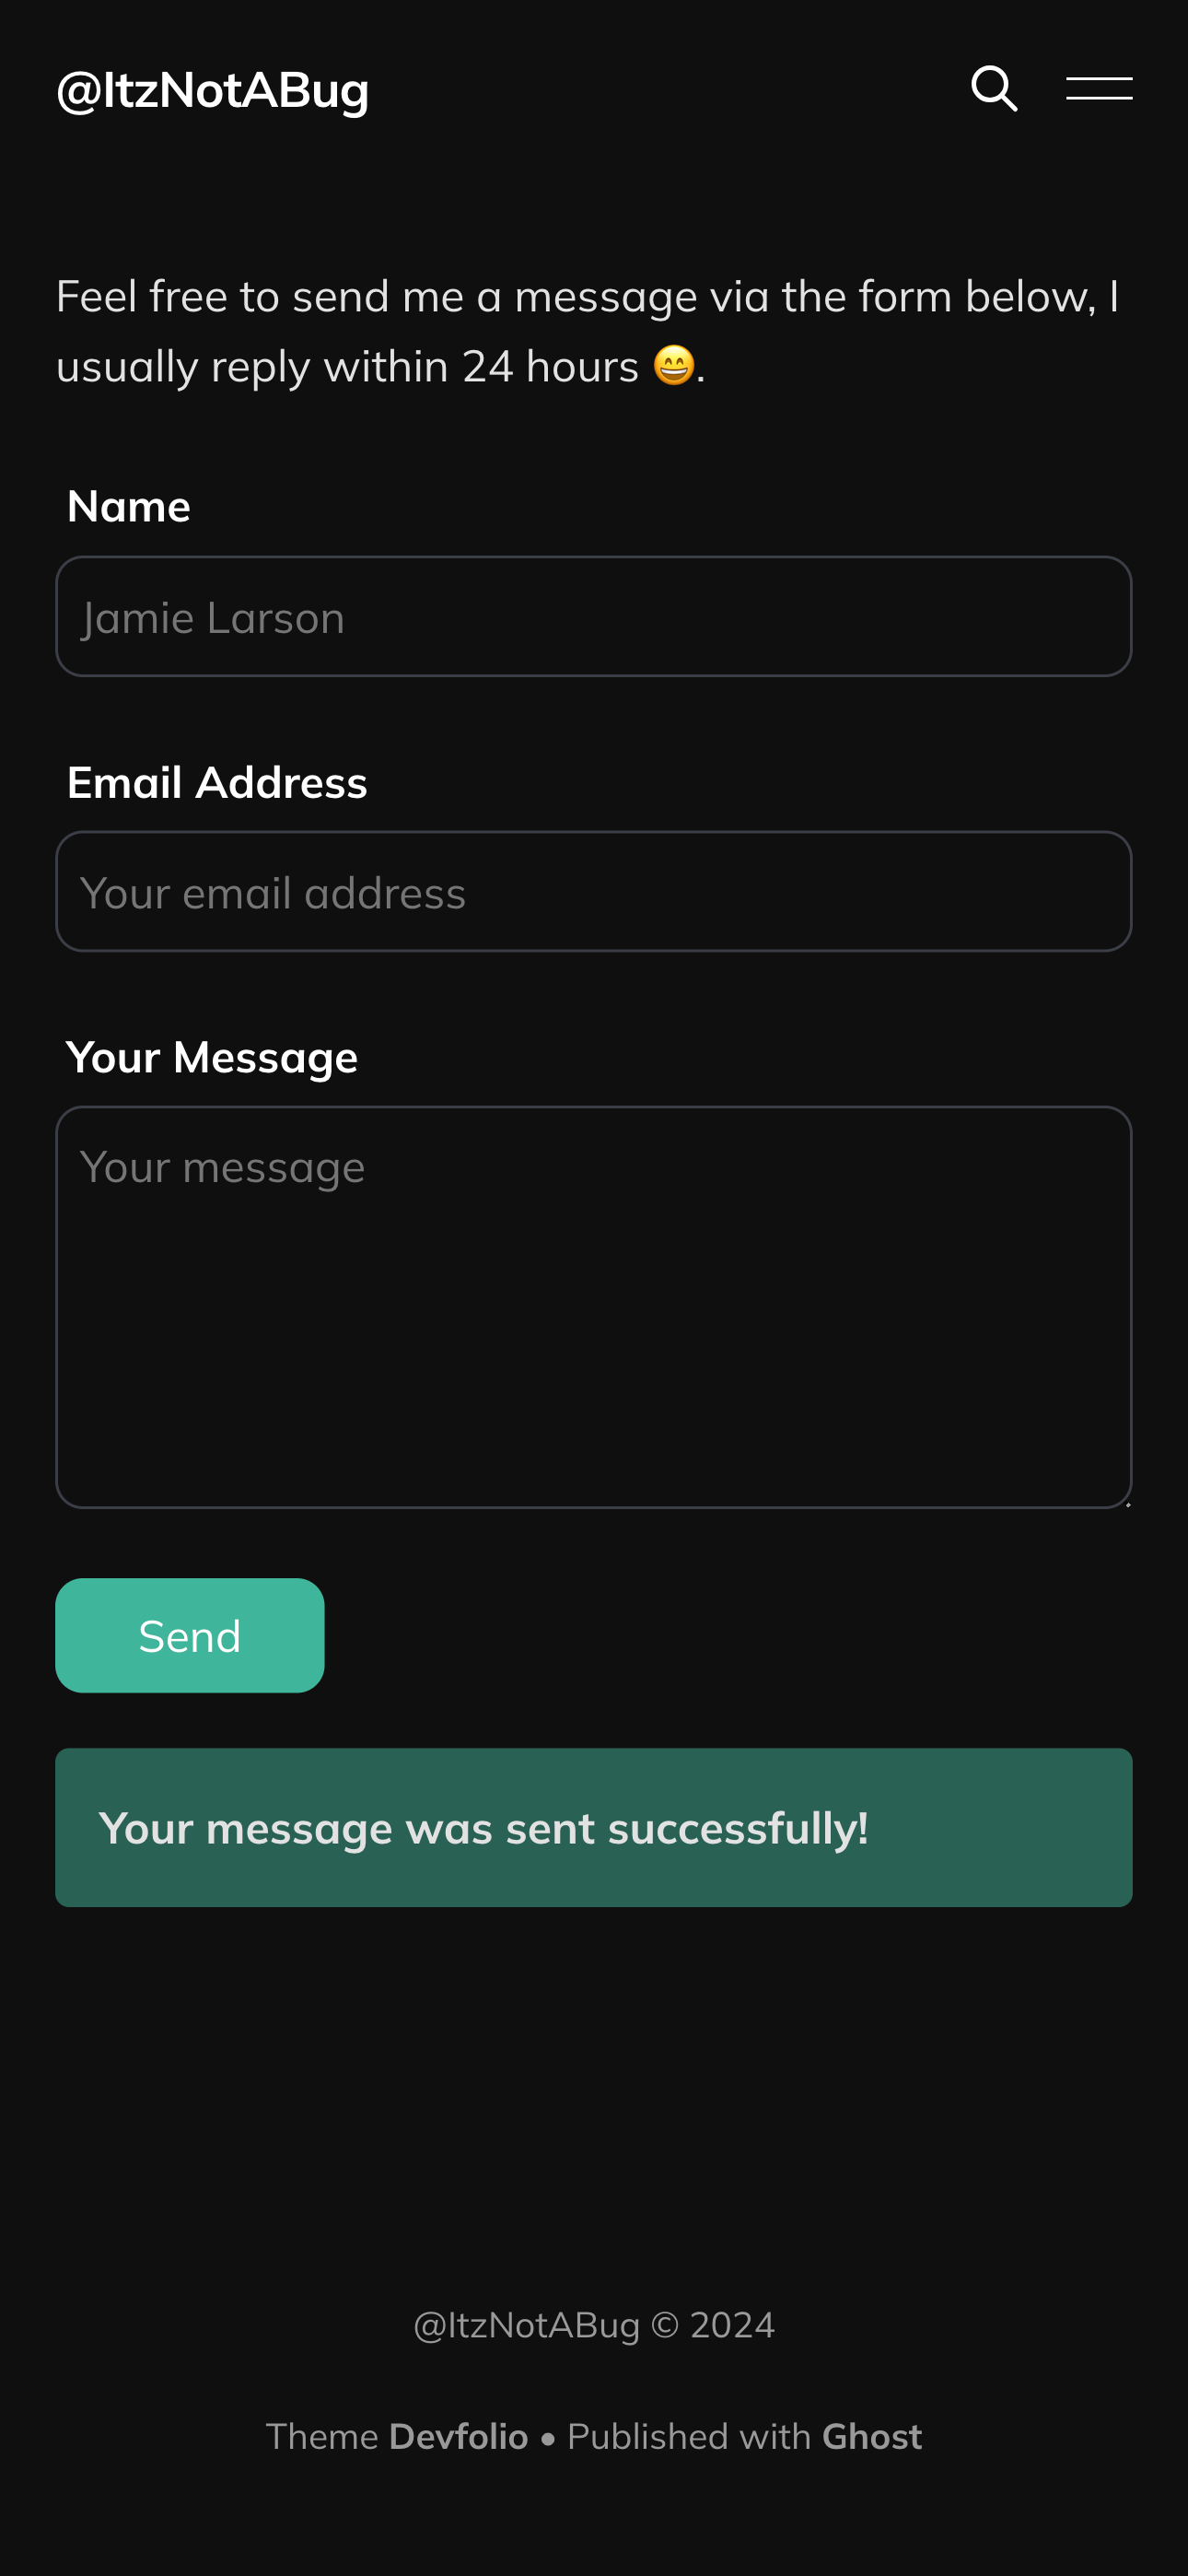 @ItzNotABug
Feel free to send me a message via the form below, I
usually reply within 24 hours 😄.
Name
Jamie Larson
Email Address
Your email address
Your Message
Your message
Send
Your message was sent successfully!
@ItzNotABug © 2024
Theme Devfolio • Published with Ghost